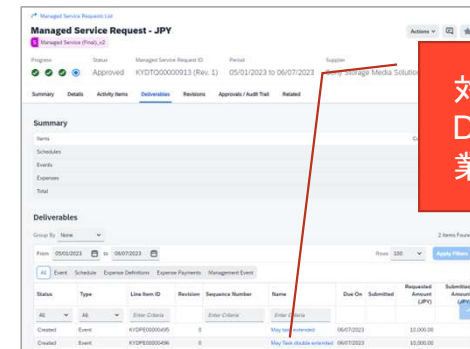 Managed Service Requests List
Managed Service Request - JPY
Actions
Managed Service (Final)_v2
Progress Status Managed Service Request ID Period Supplier
Approved KYDTQ00000913 (Rev. 1) 05/01/2023 to 06/07/2023 Storage Media Solution
Summary Details Activity Items Deliverables Revisions Approvals / Audit Trail Related
Summary
Items
Schedules
Events
Expenses
Total
Deliverables
Group By None 2 Items Found
From 05/01/2023 to 06/07/2023 Rows 100 Apply Filters
All Event Schedule Expense Definitions Expense Payments Management Event
Status Type Line Item ID Revision Sequence Number Name Due On Submitted Requested Amount (JPY) Submitted Amount (JPY)
All All Enter Criteria Enter Criteria Enter Criteria
Created Event KYDPE00000495 0 May task extended 06/07/2023 10,000.00
Created Event KYDPE00000496 0 May Task double extended 06/07/2023 10,000.00
対
D
業